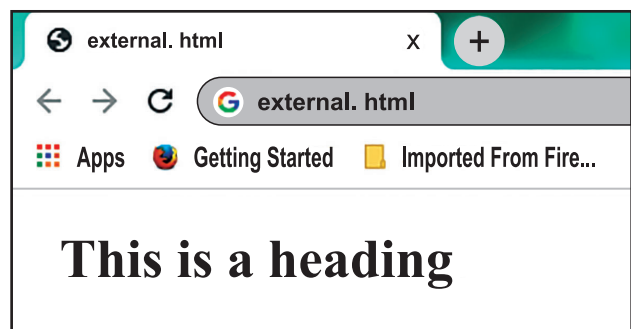 external. html x +
external. html
Apps Getting Started Imported From Fire...
This is a heading